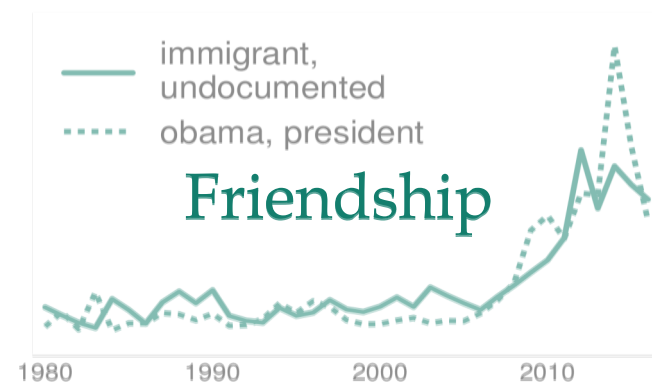 immigrant,
undocumented
obama, president
Friendship
1980 1990 2000 2010